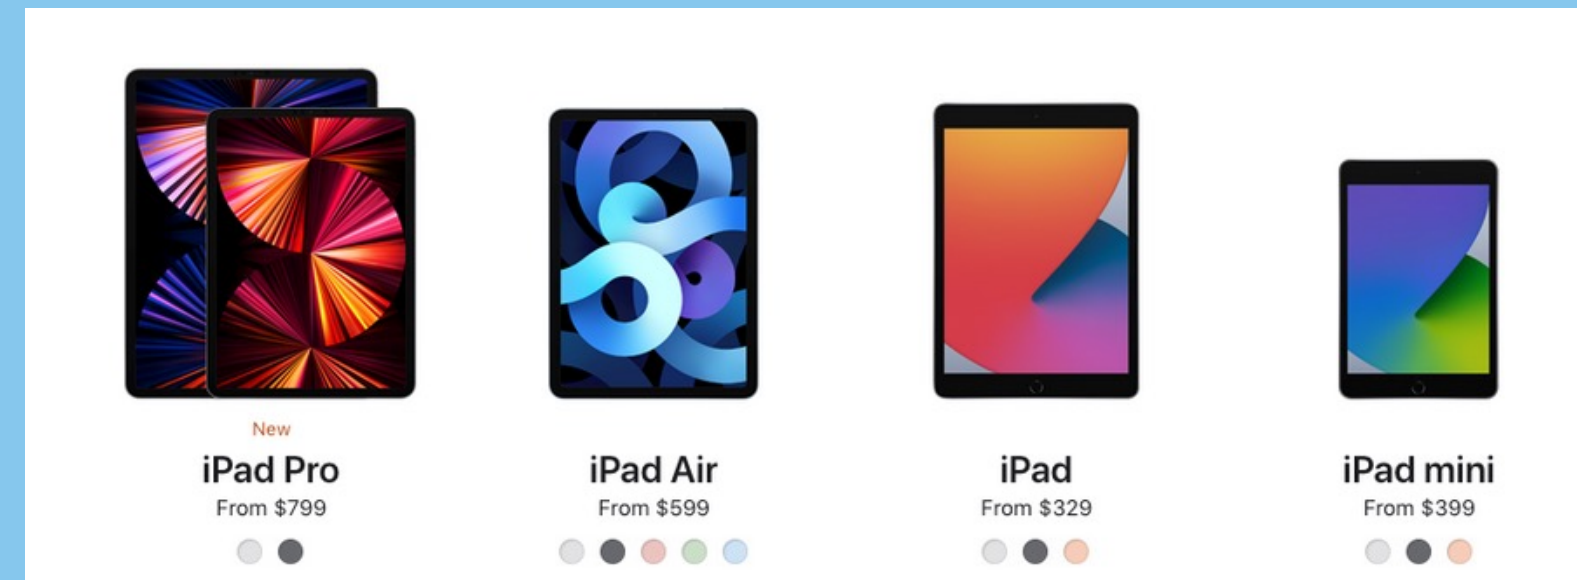 New
iPad Pro
From $799
iPad Air
From $599
iPad
From $329
iPad mini
From $399